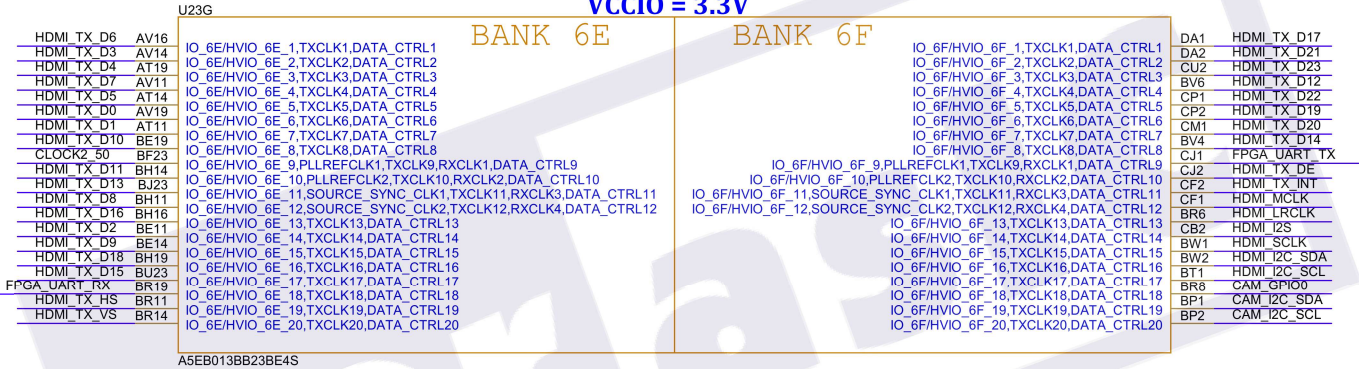 U23G
VCCIO = 3.3V
BANK 6E
BANK 6F
HDMI_TX_D6 AV16 IO_6E/HVIO_6E_1,TXCLK1,DATA_CTRL1
HDMI_TX_D3 AV14 IO_6E/HVIO_6E_2,TXCLK2,DATA_CTRL2
HDMI_TX_D4 AT19 IO_6E/HVIO_6E_3,TXCLK3,DATA_CTRL3
HDMI_TX_D7 AV11 IO_6E/HVIO_6E_4,TXCLK4,DATA_CTRL4
HDMI_TX_D5 AT14 IO_6E/HVIO_6E_5,TXCLK5,DATA_CTRL5
HDMI_TX_D0 AV19 IO_6E/HVIO_6E_6,TXCLK6,DATA_CTRL6
HDMI_TX_D1 AT11 IO_6E/HVIO_6E_7,TXCLK7,DATA_CTRL7
HDMI_TX_D10 BE19 IO_6E/HVIO_6E_8,TXCLK8,DATA_CTRL8
CLOCK2_50 BF23 IO_6E/HVIO_6E_9,PLLREFCLK1,TXCLK9,RXCLK1,DATA_CTRL9
HDMI_TX_D11 BH14 IO_6E/HVIO_6E_10,PLLREFCLK2,TXCLK10,RXCLK2,DATA_CTRL10
HDMI_TX_D13 BJ23 IO_6E/HVIO_6E_11,SOURCE_SYNC_CLK1,TXCLK11,RXCLK3,DATA_CTRL11
HDMI_TX_D8 BH11 IO_6E/HVIO_6E_12,SOURCE_SYNC_CLK2,TXCLK12,RXCLK4,DATA_CTRL12
HDMI_TX_D16 BH16 IO_6E/HVIO_6E_13,TXCLK13,DATA_CTRL13
HDMI_TX_D2 BE11 IO_6E/HVIO_6E_14,TXCLK14,DATA_CTRL14
HDMI_TX_D9 BE14 IO_6E/HVIO_6E_15,TXCLK15,DATA_CTRL15
HDMI_TX_D18 BH19 IO_6E/HVIO_6E_16,TXCLK16,DATA_CTRL16
HDMI_TX_D15 BU23 IO_6E/HVIO_6E_17,TXCLK17,DATA_CTRL17
FPGA_UART_RX BR19 IO_6E/HVIO_6E_18,TXCLK18,DATA_CTRL18
HDMI_TX_HS BR11 IO_6E/HVIO_6E_19,TXCLK19,DATA_CTRL19
HDMI_TX_VS BR14 IO_6E/HVIO_6E_20,TXCLK20,DATA_CTRL20
IO_6F/HVIO_6F_1,TXCLK1,DATA_CTRL1 DA1 HDMI_TX_D17
IO_6F/HVIO_6F_2,TXCLK2,DATA_CTRL2 DA2 HDMI_TX_D21
IO_6F/HVIO_6F_3,TXCLK3,DATA_CTRL3 CU2 HDMI_TX_D23
IO_6F/HVIO_6F_4,TXCLK4,DATA_CTRL4 BV6 HDMI_TX_D12
IO_6F/HVIO_6F_5,TXCLK5,DATA_CTRL5 CP1 HDMI_TX_D22
IO_6F/HVIO_6F_6,TXCLK6,DATA_CTRL6 CP2 HDMI_TX_D19
IO_6F/HVIO_6F_7,TXCLK7,DATA_CTRL7 CM1 HDMI_TX_D20
IO_6F/HVIO_6F_8,TXCLK8,DATA_CTRL8 BV4 HDMI_TX_D14
IO_6F/HVIO_6F_9,PLLREFCLK1,TXCLK9,RXCLK1,DATA_CTRL9 CJ1 FPGA_UART_TX
IO_6F/HVIO_6F_10,PLLREFCLK2,TXCLK10,RXCLK2,DATA_CTRL10 CJ2 HDMI_TX_DE
IO_6F/HVIO_6F_11,SOURCE_SYNC_CLK1,TXCLK11,RXCLK3,DATA_CTRL11 CF2 HDMI_TX_INT
IO_6F/HVIO_6F_12,SOURCE_SYNC_CLK2,TXCLK12,RXCLK4,DATA_CTRL12 CF1 HDMI_MCLK
IO_6F/HVIO_6F_13,TXCLK13,DATA_CTRL13 BR6 HDMI_LRCLK
IO_6F/HVIO_6F_14,TXCLK14,DATA_CTRL14 CB2 HDMI_I2S
IO_6F/HVIO_6F_15,TXCLK15,DATA_CTRL15 BW1 HDMI_SCLK
IO_6F/HVIO_6F_16,TXCLK16,DATA_CTRL16 BW2 HDMI_I2C_SDA
IO_6F/HVIO_6F_17,TXCLK17,DATA_CTRL17 BT1 HDMI_I2C_SCL
IO_6F/HVIO_6F_18,TXCLK18,DATA_CTRL18 BR8 CAM_GPIO0
IO_6F/HVIO_6F_19,TXCLK19,DATA_CTRL19 BP1 CAM_I2C_SDA
IO_6F/HVIO_6F_20,TXCLK20,DATA_CTRL20 BP2 CAM_I2C_SCL
A5EB013BB23BE4S